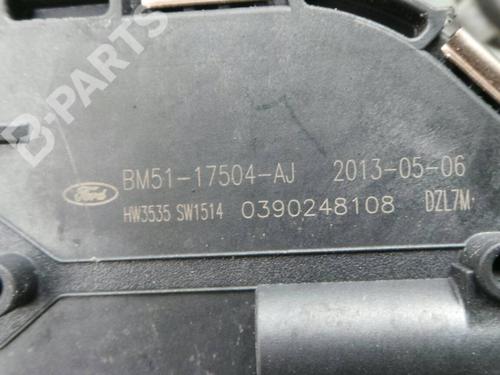 BM51-17504-AJ 2013-05-06
Ford HW3535 SW1514 0390248108 DZL7M
B PARTS